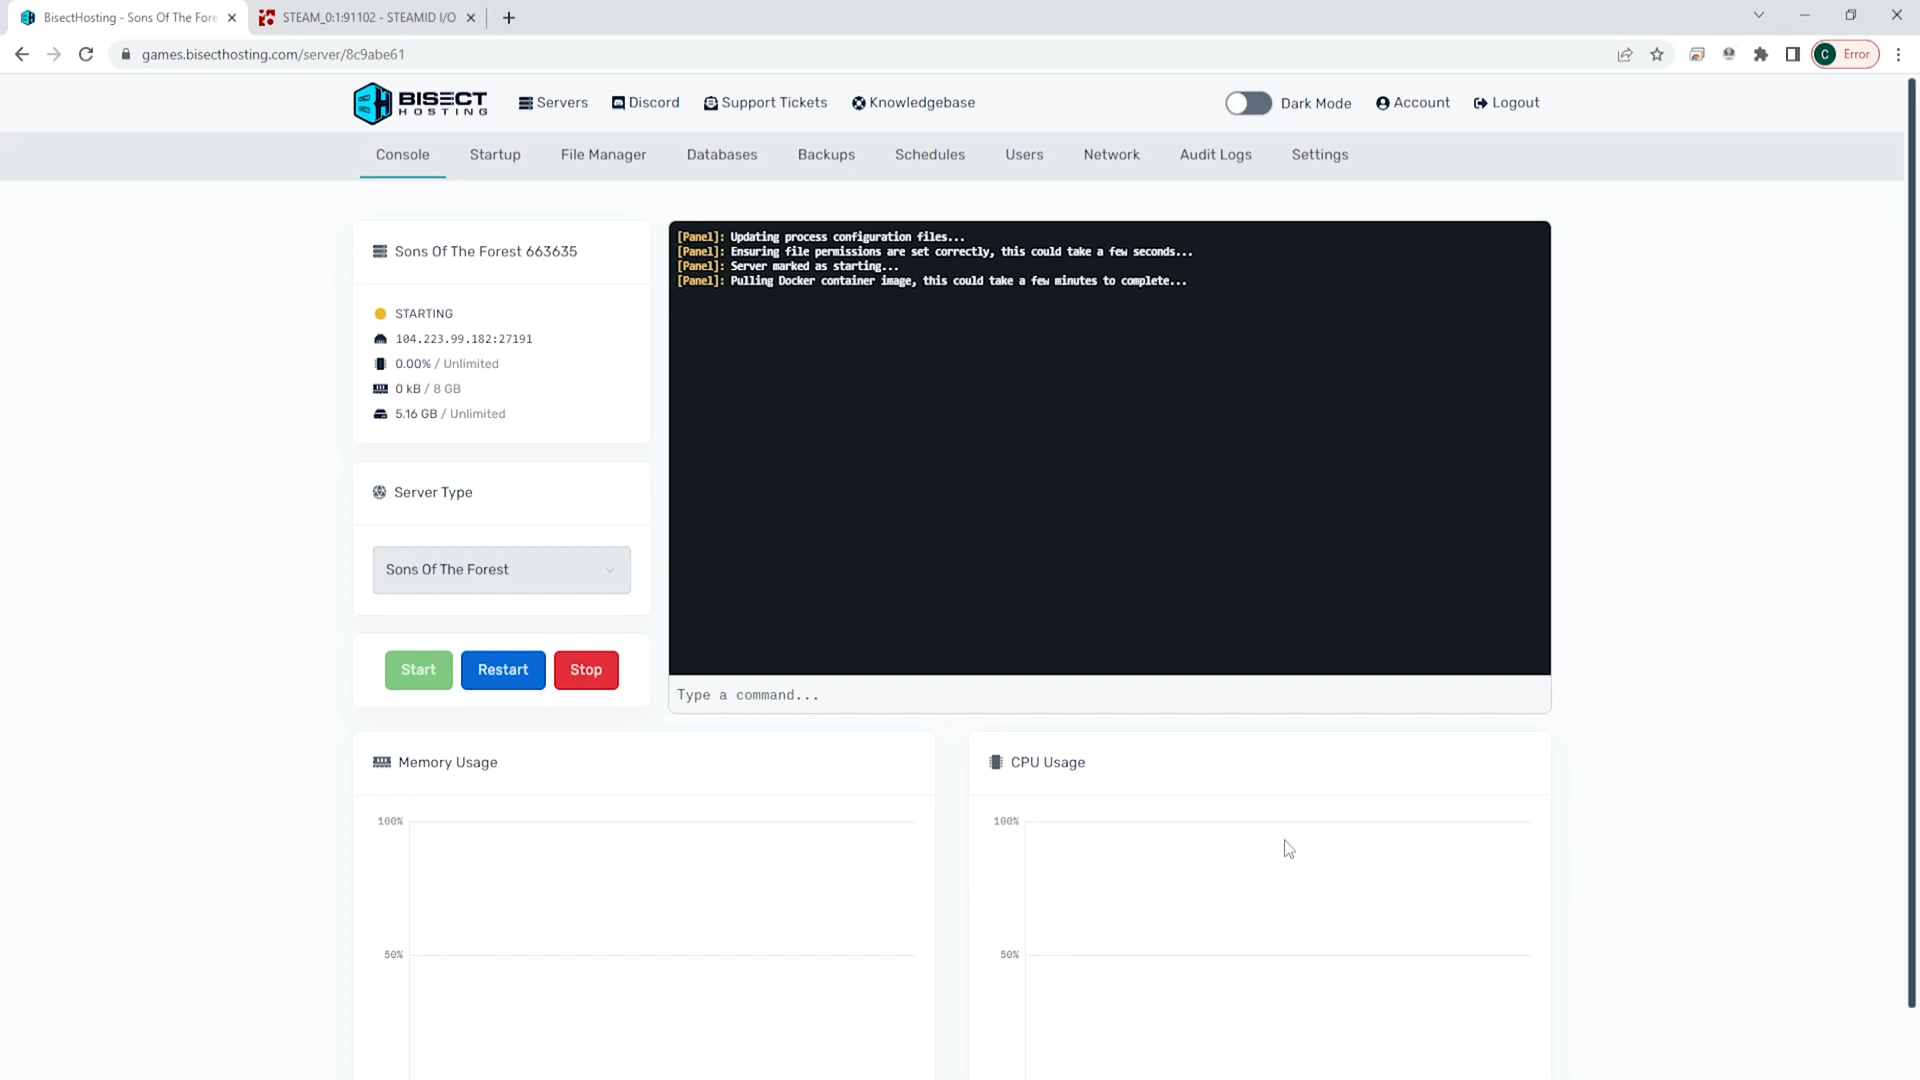 BisectHosting - Sons Of The Fore
STEAM_0:1:91102 - STEAMID I/O
games.bisecthosting.com/server/8c9abe61
C Error
BISECT
HOSTING
Servers
Discord
Support Tickets
Knowledgebase
Dark Mode
Account
Logout
Console
Startup
File Manager
Databases
Backups
Schedules
Users
Network
Audit Logs
Settings
Sons Of The Forest 663635
STARTING
104.223.99.182:27191
0.00% / Unlimited
0 kB / 8 GB
5.16 GB / Unlimited
Server Type
Sons Of The Forest
Start
Restart
Stop
[Panel]: Updating process configuration files...
[Panel]: Ensuring file permissions are set correctly, this could take a few seconds...
[Panel]: Server marked as starting...
[Panel]: Pulling Docker container image, this could take a few minutes to complete...
Type a command...
Memory Usage
100%
50%
CPU Usage
100%
50%